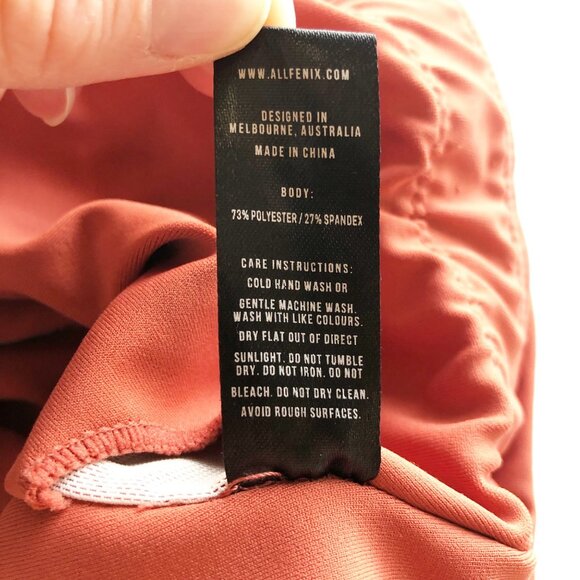 WWW.ALLFENIX.COM
DESIGNED IN
MELBOURNE, AUSTRALIA
MADE IN CHINA
BODY:
73% POLYESTER / 27% SPANDEX
CARE INSTRUCTIONS:
COLD HAND WASH OR
GENTLE MACHINE WASH.
WASH WITH LIKE COLOURS.
DRY FLAT OUT OF DIRECT
SUNLIGHT. DO NOT TUMBLE
DRY. DO NOT IRON. DO NOT
BLEACH. DO NOT DRY CLEAN.
AVOID ROUGH SURFACES.